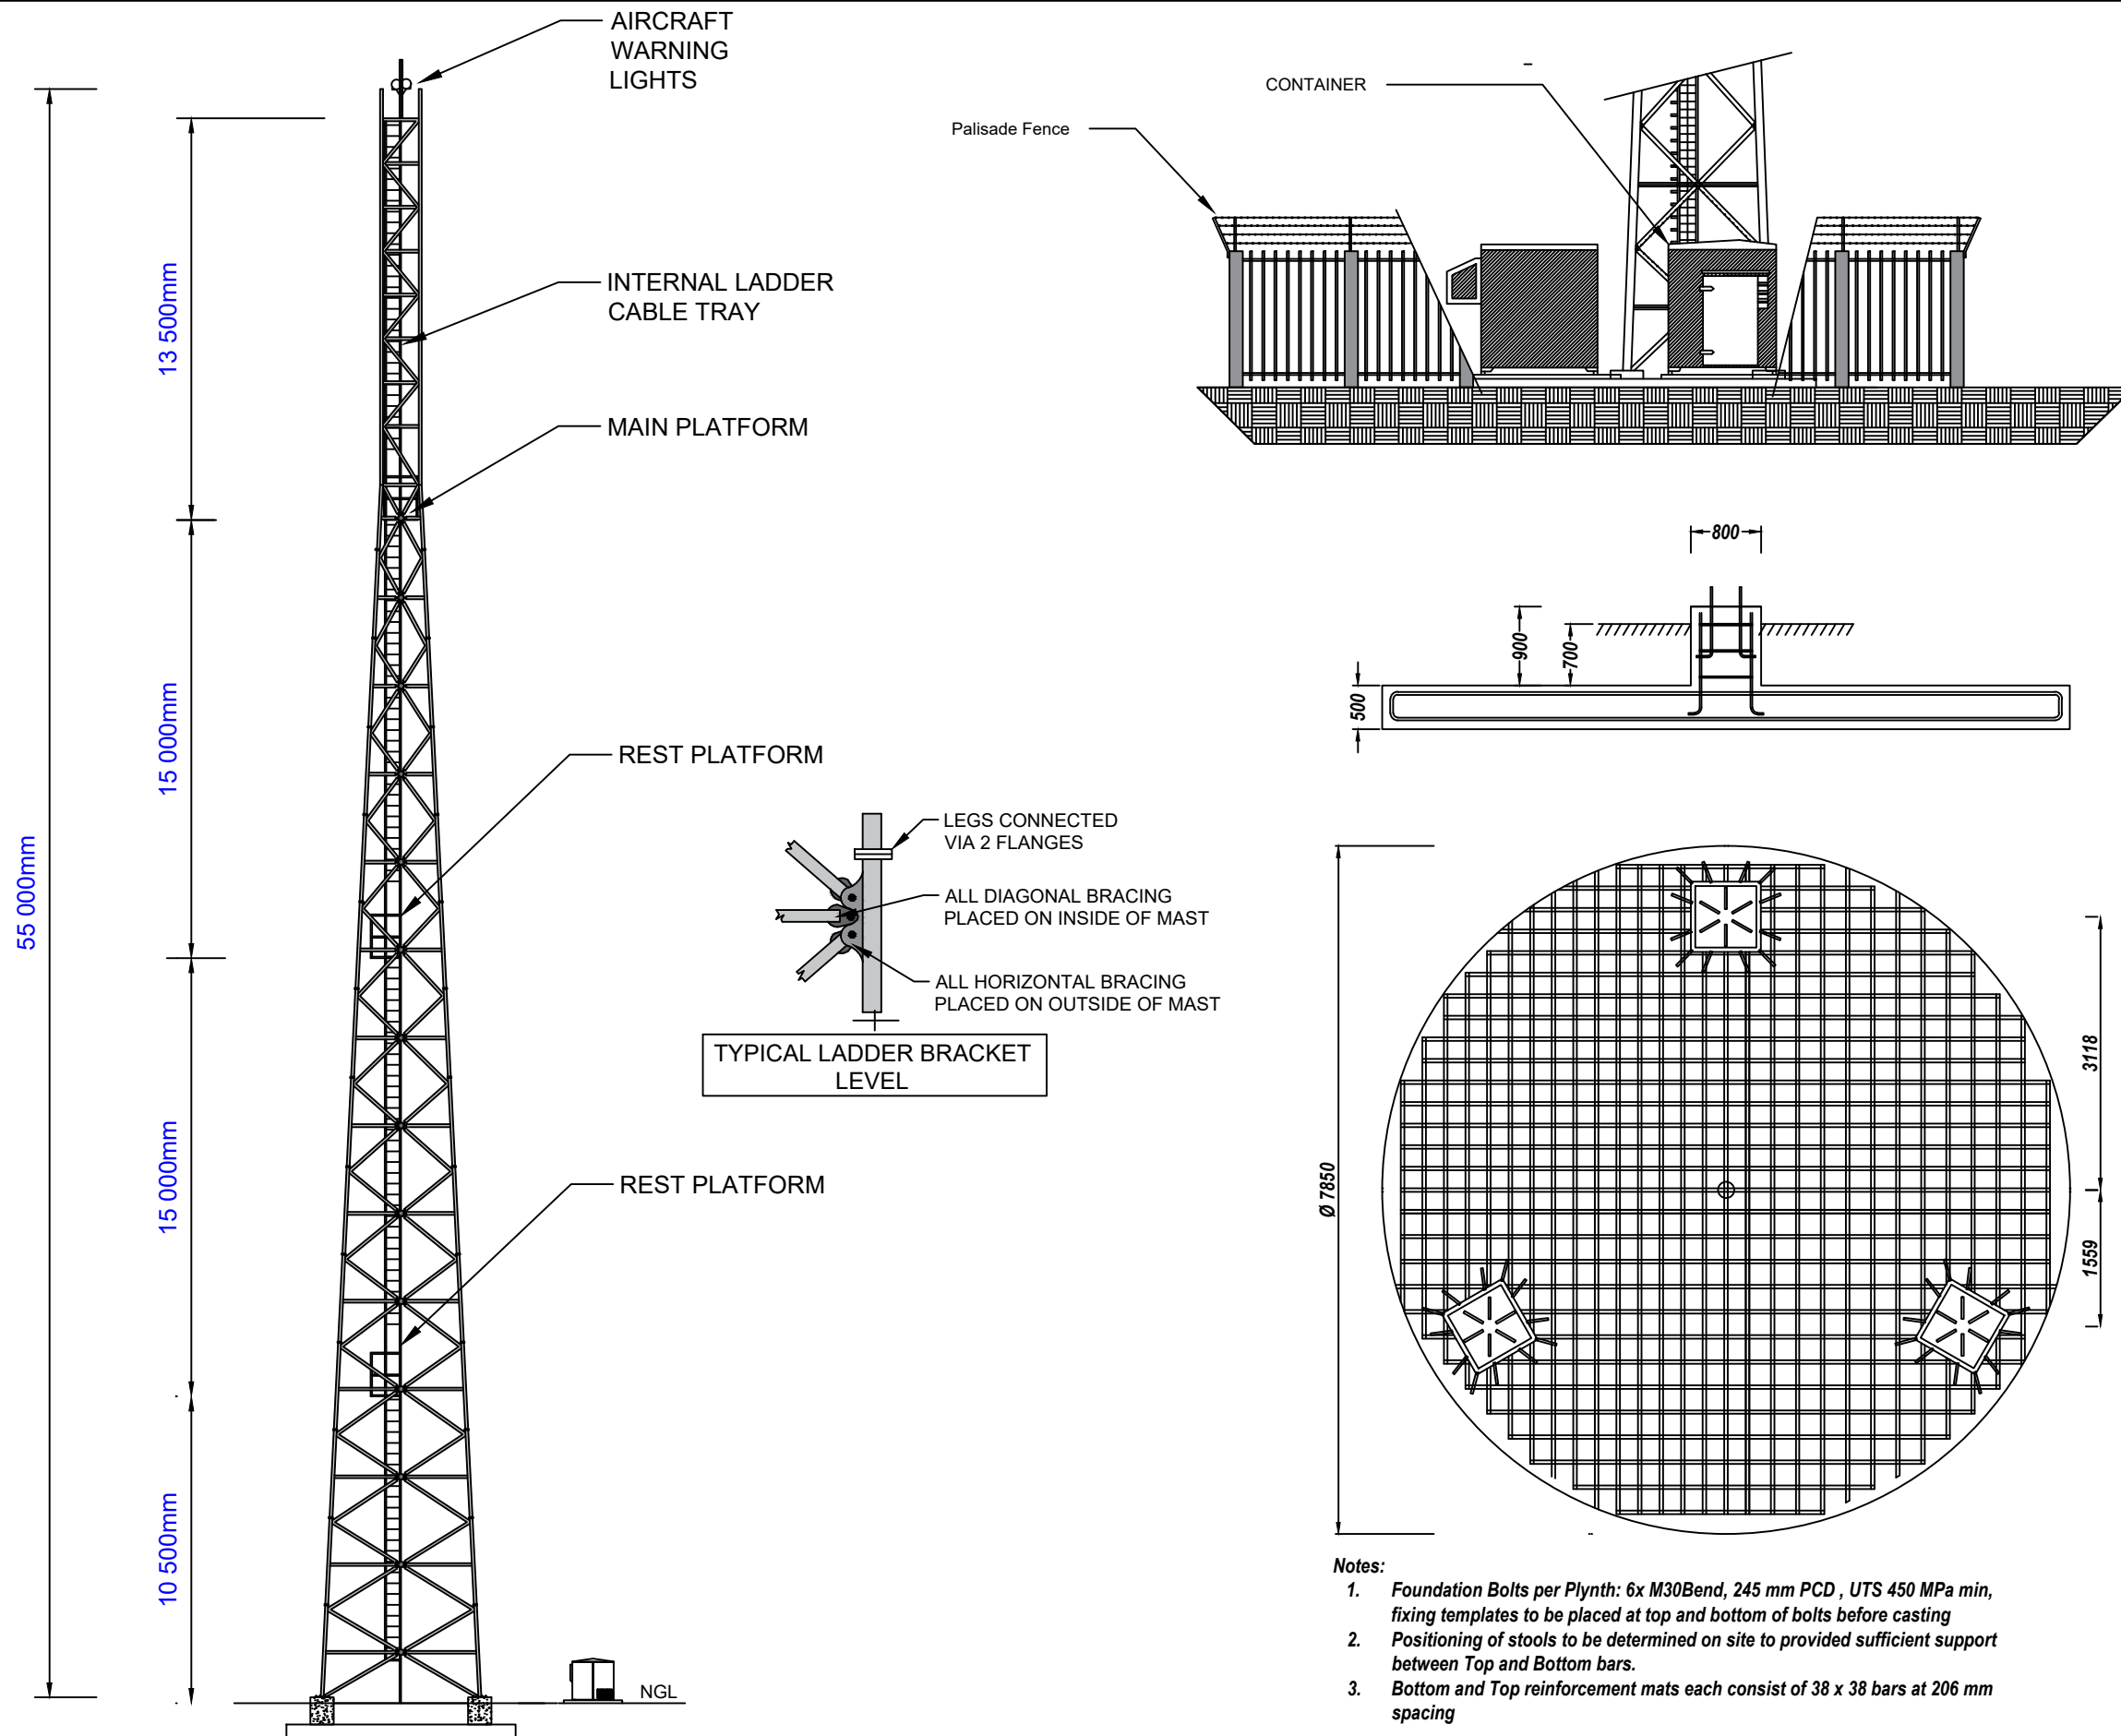 AIRCRAFT
WARNING
LIGHTS
INTERNAL LADDER
CABLE TRAY
MAIN PLATFORM
REST PLATFORM
REST PLATFORM
55 000mm
13 500mm
15 000mm
15 000mm
10 500mm
NGL
LEGS CONNECTED
VIA 2 FLANGES
ALL DIAGONAL BRACING
PLACED ON INSIDE OF MAST
ALL HORIZONTAL BRACING
PLACED ON OUTSIDE OF MAST
TYPICAL LADDER BRACKET
LEVEL
CONTAINER
Palisade Fence
800
900
700
500
Ø 7850
3118
1559
Notes:
1. Foundation Bolts per Plynth: 6x M30Bend, 245 mm PCD , UTS 450 MPa min,
fixing templates to be placed at top and bottom of bolts before casting
2. Positioning of stools to be determined on site to provided sufficient support
between Top and Bottom bars.
3. Bottom and Top reinforcement mats each consist of 38 x 38 bars at 206 mm
spacing